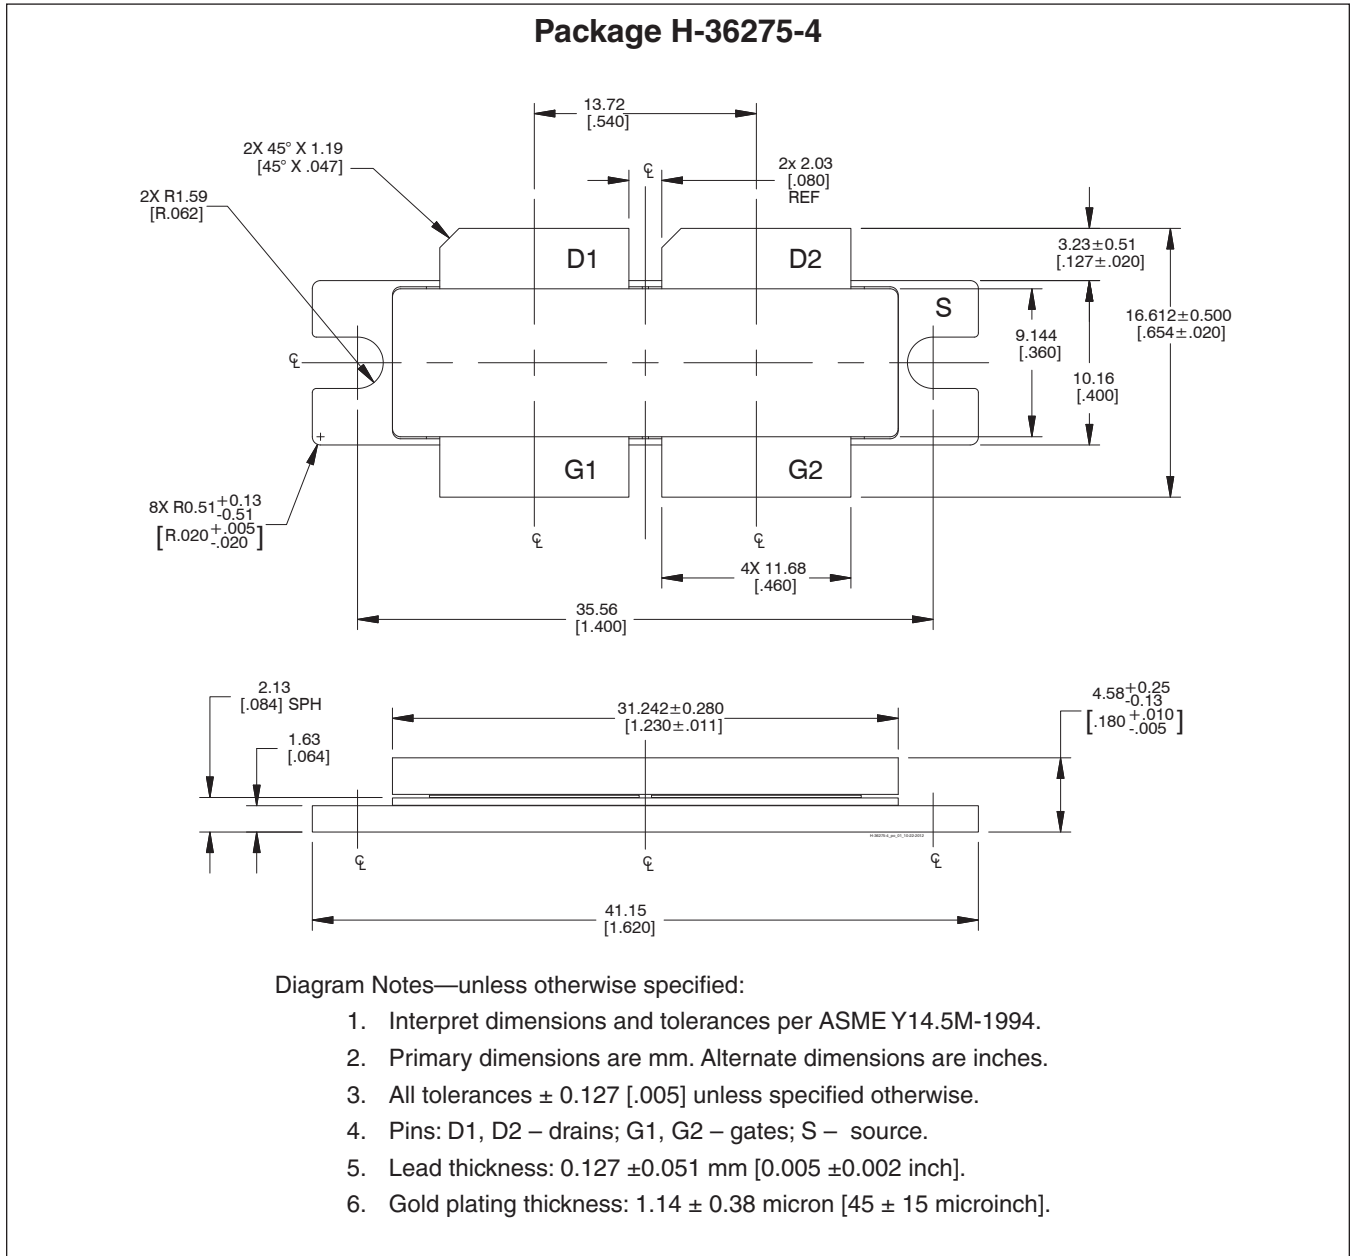 Package H-36275-4
13.72
[.540]
2X 45° X 1.19
[45° X .047]
2x 2.03
[.080]
REF
℄
2X R1.59
[R.062]
D1
D2
3.23±0.51
[.127±.020]
S
16.612±0.500
[.654±.020]
9.144
[.360]
℄
10.16
[.400]
G1
G2
8X R0.51+0.13
-0.51
[R.020+.005
-.020]
℄
℄
4X 11.68
[.460]
35.56
[1.400]
2.13
[.084] SPH
31.242±0.280
[1.230±.011]
4.58+0.25
-0.13
[.180+.010
-.005]
1.63
[.064]
℄
℄
℄
41.15
[1.620]
Diagram Notes—unless otherwise specified:
1. Interpret dimensions and tolerances per ASME Y14.5M-1994.
2. Primary dimensions are mm. Alternate dimensions are inches.
3. All tolerances ± 0.127 [.005] unless specified otherwise.
4. Pins: D1, D2 – drains; G1, G2 – gates; S – source.
5. Lead thickness: 0.127 ±0.051 mm [0.005 ±0.002 inch].
6. Gold plating thickness: 1.14 ± 0.38 micron [45 ± 15 microinch].